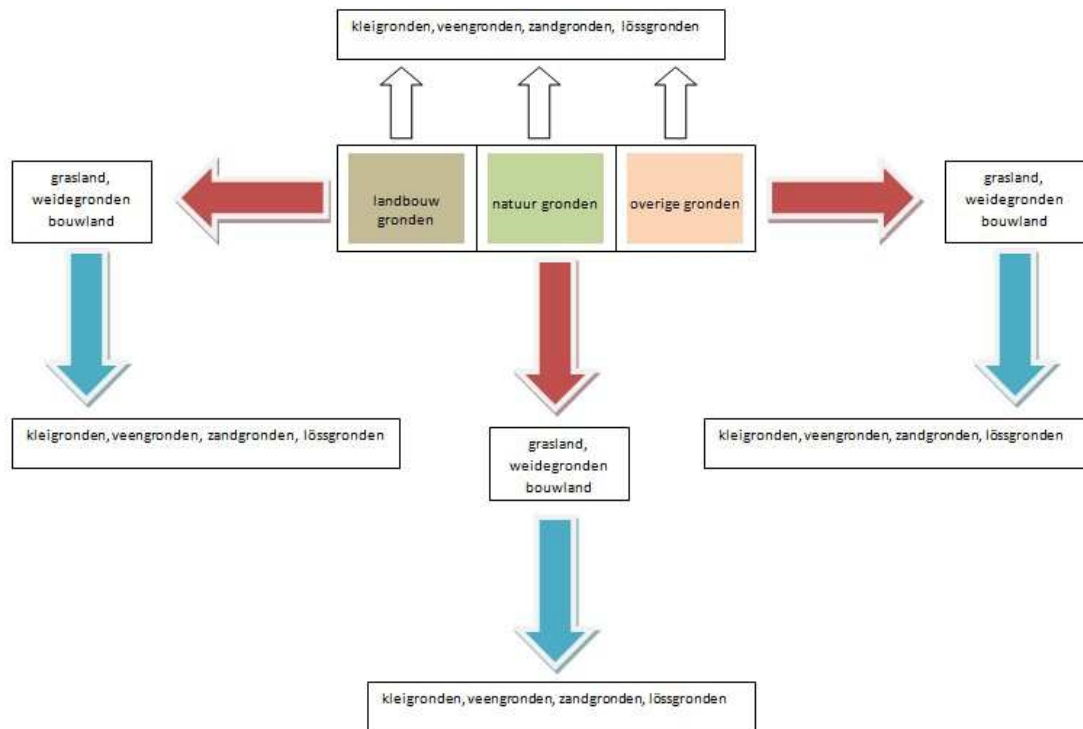 kleigronden, veengronden, zandgronden, lössgronden
landbouw
gronden
natuur gronden
overige gronden
grasland,
weidegronden
bouwland
grasland,
weidegronden
bouwland
kleigronden, veengronden, zandgronden, lössgronden
kleigronden, veengronden, zandgronden, lössgronden
grasland,
weidegronden
bouwland
kleigronden, veengronden, zandgronden, lössgronden